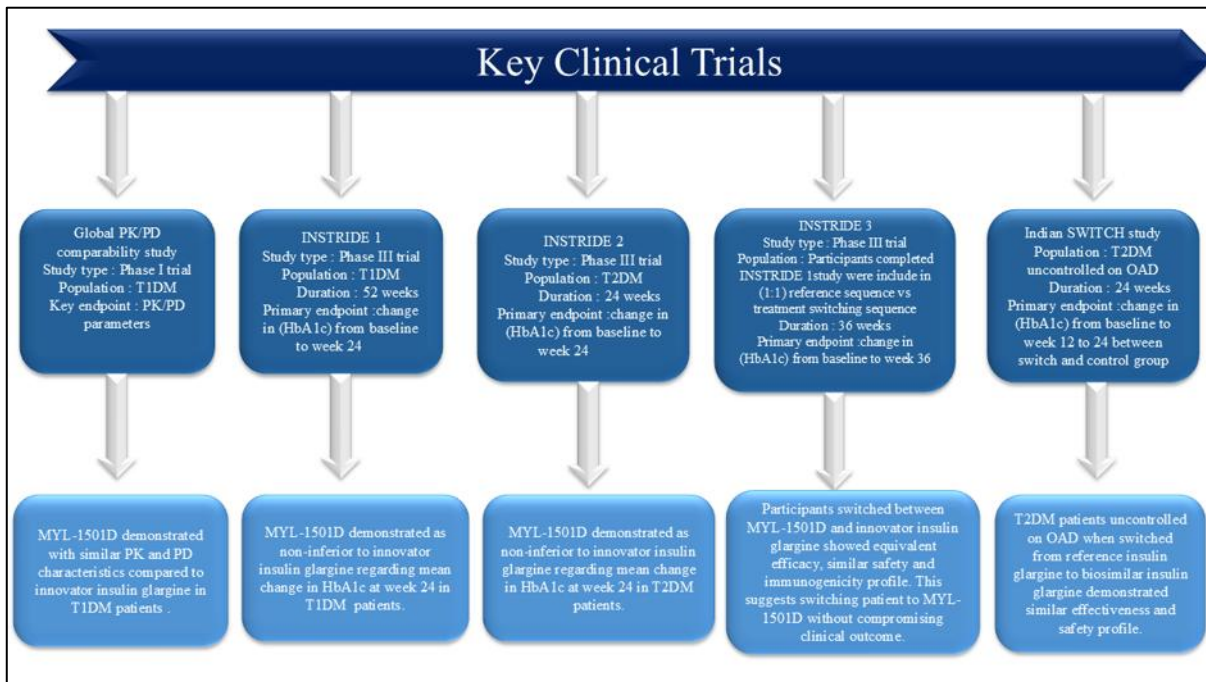 Key Clinical Trials
Global PK/PD
comparability study
Study type : Phase I trial
Population : T1DM
Key endpoint : PK/PD
parameters
INSTRIDE 1
Study type : Phase III trial
Population : T1DM
Duration : 52 weeks
Primary endpoint :change
in (HbA1c) from baseline
to week 24
INSTRIDE 2
Study type : Phase III trial
Population : T2DM
Duration : 24 weeks
Primary endpoint :change
in (HbA1c) from baseline to
week 24
INSTRIDE 3
Study type : Phase III trial
Population : Participants completed
INSTRIDE 1study were include in
(1:1) reference sequence vs
treatment switching sequence
Duration : 36 weeks
Primary endpoint :change in
(HbA1c) from baseline to week 36
Indian SWITCH study
Population : T2DM
uncontrolled on OAD
Duration : 24 weeks
Primary endpoint :change in
(HbA1c) from baseline to
week 12 to 24 between
switch and control group
MYL-1501D demonstrated
with similar PK and PD
characteristics compared to
innovator insulin glargine in
T1DM patients .
MYL-1501D demonstrated as
non-inferior to innovator
insulin glargine regarding mean
change in HbA1c at week 24 in
T1DM patients.
MYL-1501D demonstrated as
non-inferior to innovator insulin
glargine regarding mean change
in HbA1c at week 24 in T2DM
patients.
Participants switched between
MYL-1501D and innovator insulin
glargine showed equivalent
efficacy, similar safety and
immunogenicity profile. This
suggests switching patient to MYL-
1501D without compromising
clinical outcome.
T2DM patients uncontrolled
on OAD when switched
from reference insulin
glargine to biosimilar insulin
glargine demonstrated
similar effectiveness and
safety profile.